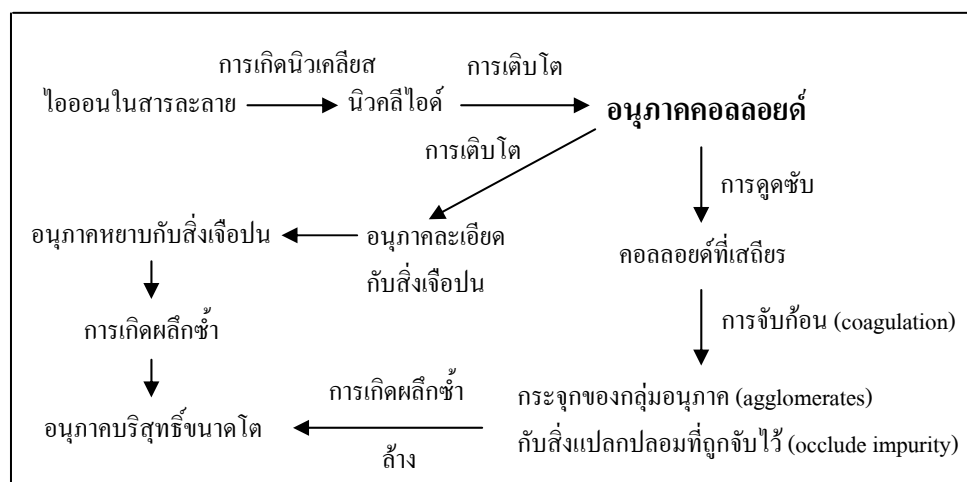 การเกิดนิวเคลียส
การเติบโต
ไอออนในสารละลาย
นิวคลีไอด์
อนุภาคคอลลอยด์
การเติบโต
การดูดซับ
อนุภาคหยาบกับสิ่งเจือปน
อนุภาคละเอียด
กับสิ่งเจือปน
คอลลอยด์ที่เสถียร
การเกิดผลึกซ้ำ
การจับก้อน (coagulation)
การเกิดผลึกซ้ำ
กระจุกของกลุ่มอนุภาค (agglomerates)
อนุภาคบริสุทธิ์ขนาดโต
กับสิ่งแปลกปลอมที่ถูกจับไว้ (occlude impurity)
ล้าง